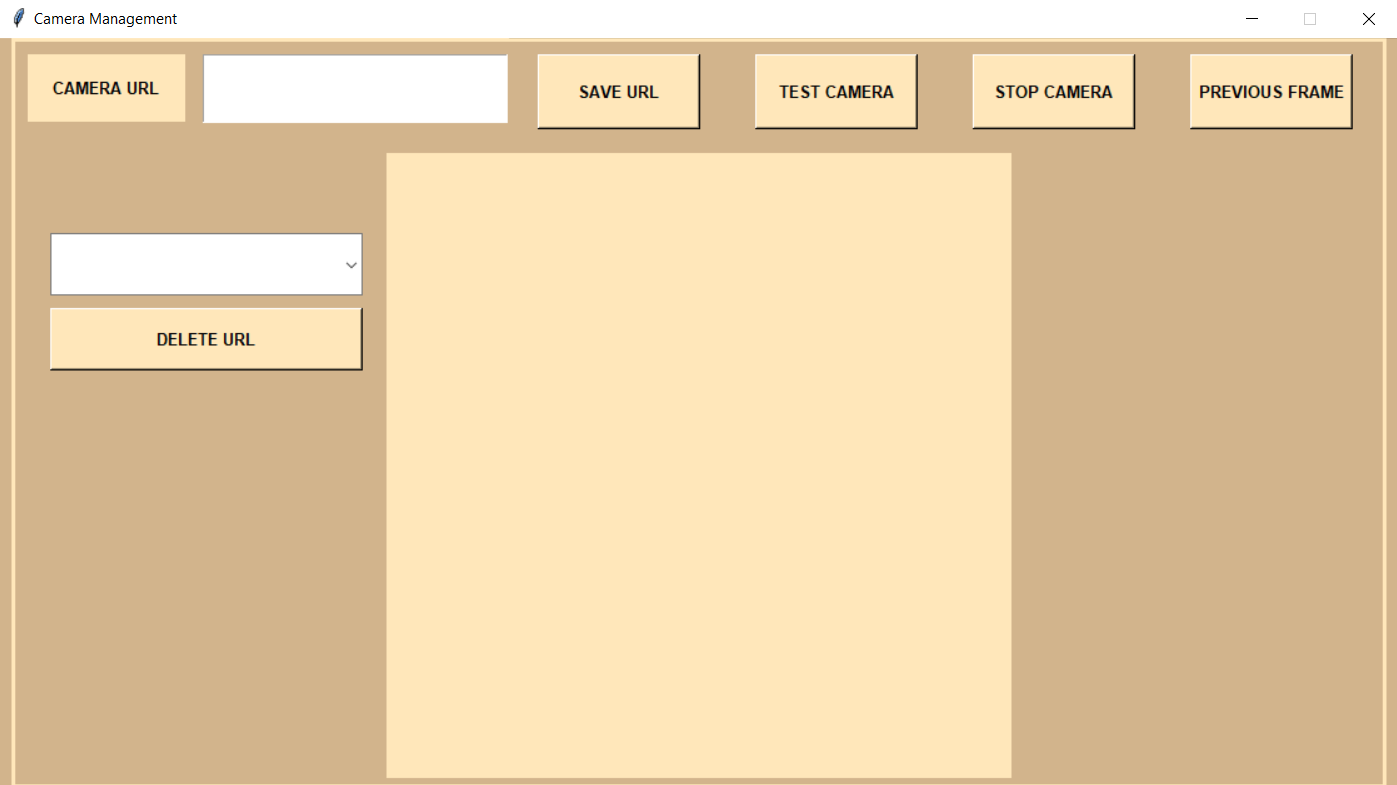 Camera Management
CAMERA URL
SAVE URL
TEST CAMERA
STOP CAMERA
PREVIOUS FRAME
DELETE URL